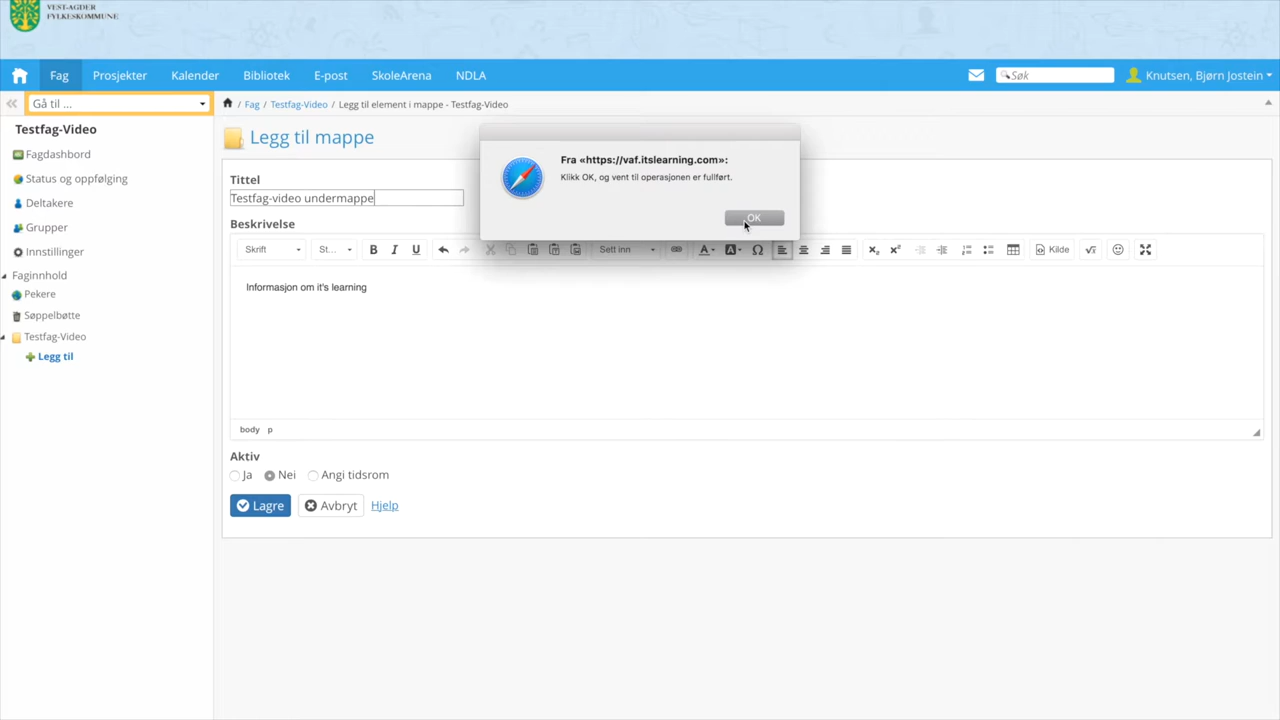 VEST-AGDER
FYLKESKOMMUNE
Fag Prosjekter Kalender Bibliotek E-post SkoleArena NDLA Søk Knutsen, Bjørn Jostein
Gå til ... / Fag / Testfag-Video / Legg til element i mappe - Testfag-Video
Testfag-Video
Fagdashbord
Status og oppfølging
Deltakere
Grupper
Innstillinger
Faginnhold
Pekere
Søppelbøtte
Testfag-Video
Legg til
Legg til mappe
Tittel
Testfag-video undermappe
Beskrivelse
Skrift St... B I U Sett inn A A Ω x₂ x² Kilde √x
Informasjon om it's learning
body p
Aktiv
Ja Nei Angi tidsrom
Lagre Avbryt Hjelp
Fra «https://vaf.itslearning.com»:
Klikk OK, og vent til operasjonen er fullført.
OK